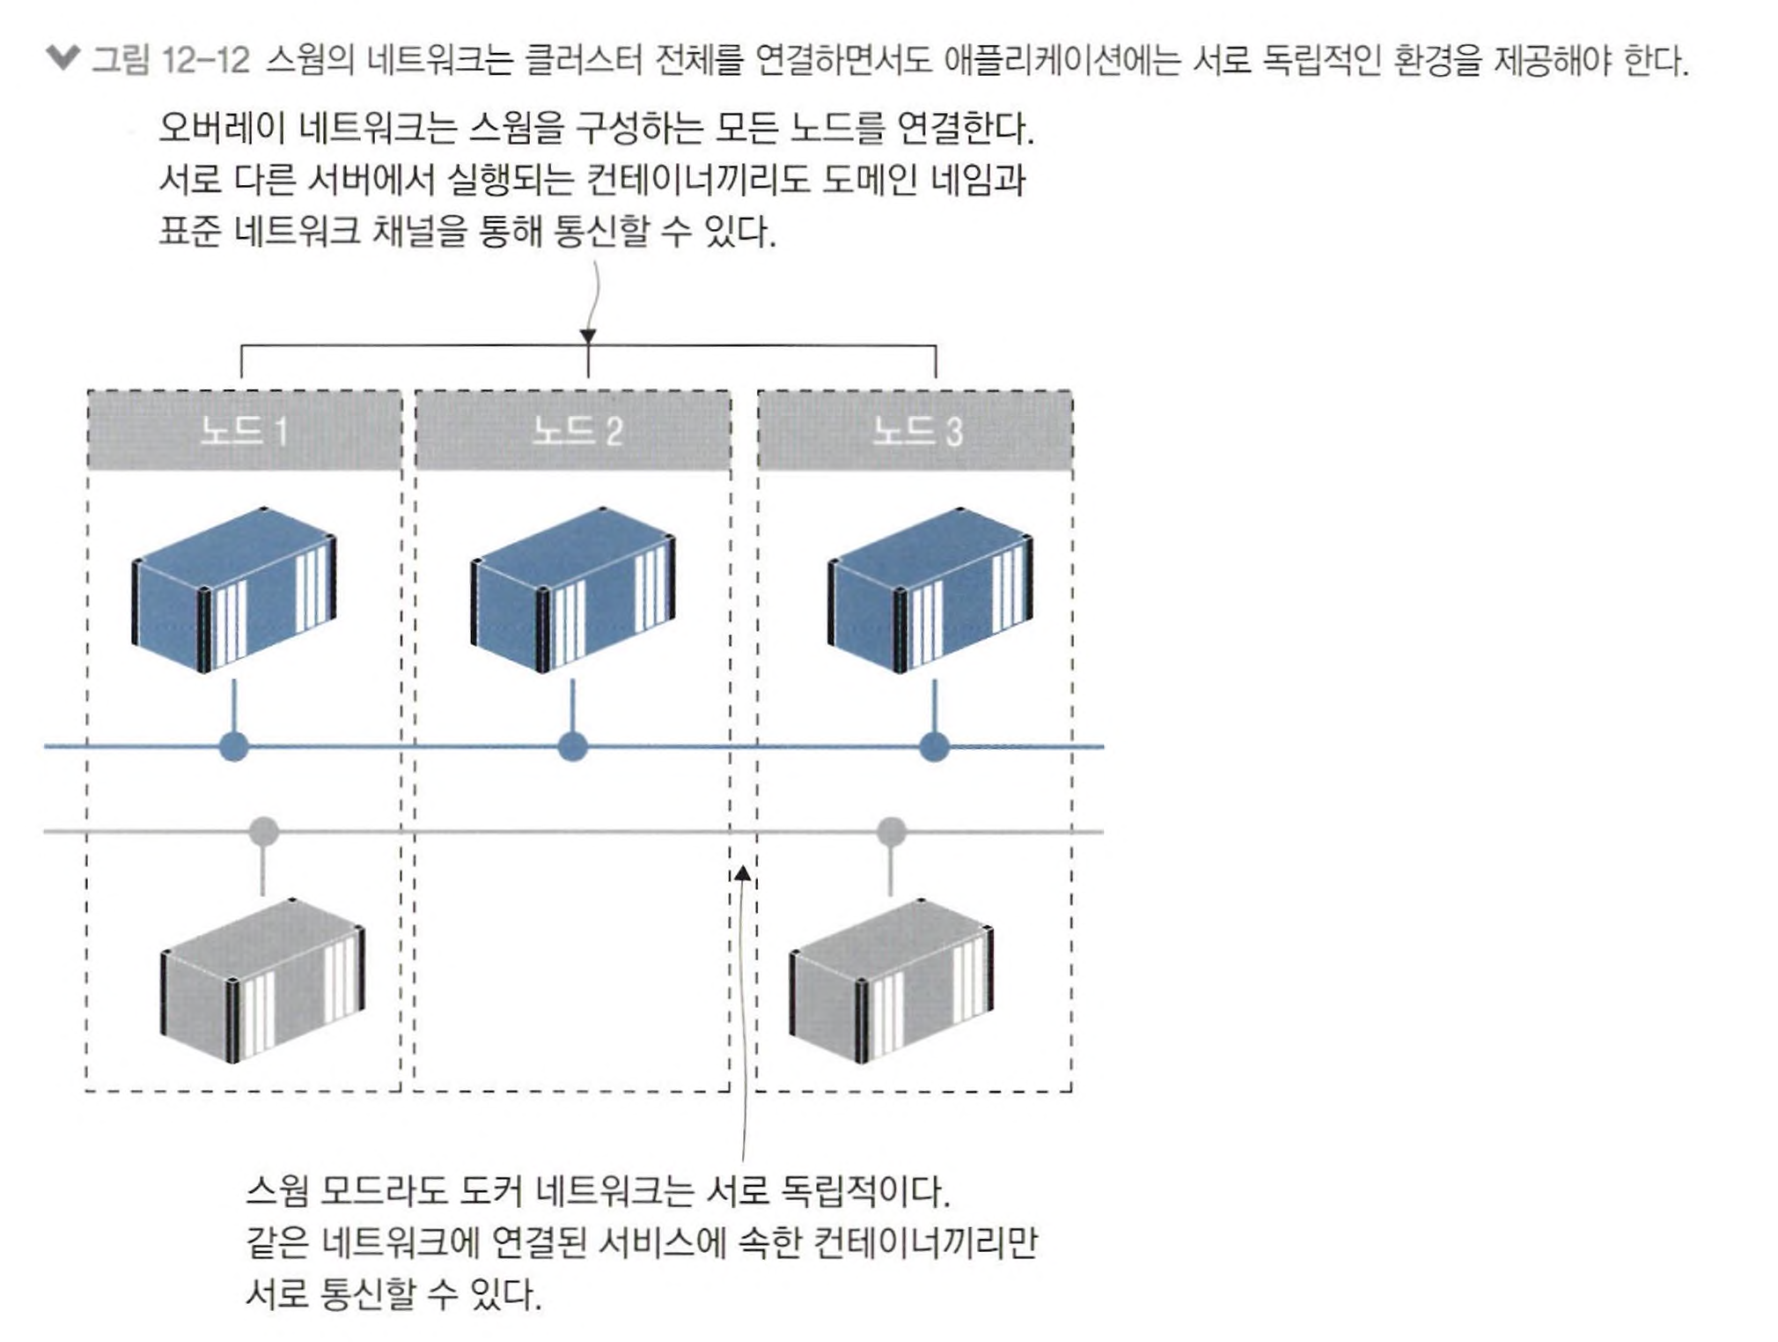 그림 12-12 스웜의 네트워크는 클러스터 전체를 연결하면서도 애플리케이션에는 서로 독립적인 환경을 제공해야 한다.
오버레이 네트워크는 스웜을 구성하는 모든 노드를 연결한다.
서로 다른 서버에서 실행되는 컨테이너끼리도 도메인 네임과
표준 네트워크 채널을 통해 통신할 수 있다.
노드 1
노드 2
노드 3
스웜 모드라도 도커 네트워크는 서로 독립적이다.
같은 네트워크에 연결된 서비스에 속한 컨테이너끼리만
서로 통신할 수 있다.